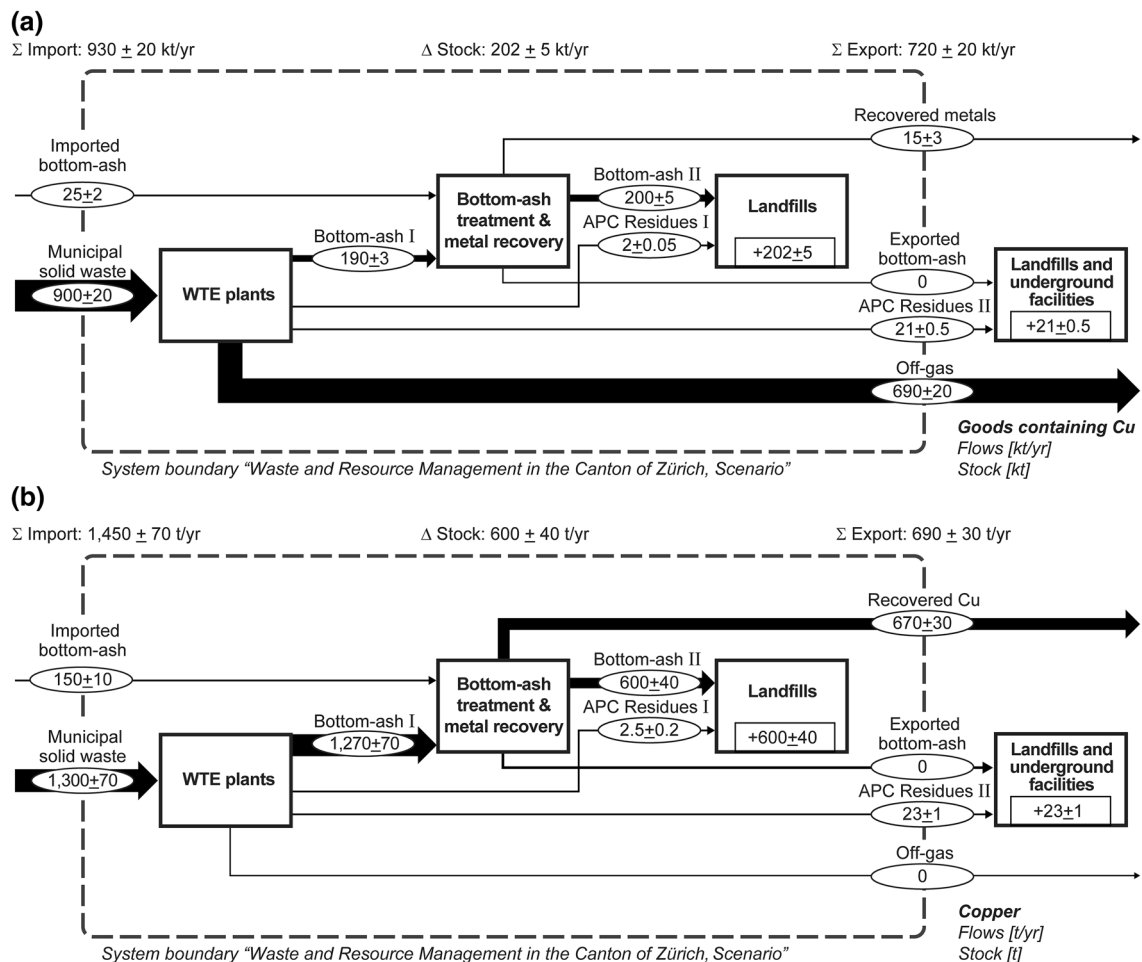 (a)
Σ Import: 930 ± 20 kt/yr
Δ Stock: 202 ± 5 kt/yr
Σ Export: 720 ± 20 kt/yr
Recovered metals
15±3
Imported
bottom-ash
25±2
Bottom-ash
treatment &
metal recovery
Bottom-ash II
200±5
APC Residues I
2±0.05
Landfills
+202±5
Municipal
solid waste
900±20
WTE plants
Bottom-ash I
190±3
Exported
bottom-ash
0
APC Residues II
21±0.5
Landfills and
underground
facilities
+21±0.5
Off-gas
690±20
Goods containing Cu
Flows [kt/yr]
Stock [kt]
System boundary “Waste and Resource Management in the Canton of Zürich, Scenario”
(b)
Σ Import: 1,450 ± 70 t/yr
Δ Stock: 600 ± 40 t/yr
Σ Export: 690 ± 30 t/yr
Recovered Cu
670±30
Imported
bottom-ash
150±10
Bottom-ash
treatment &
metal recovery
Bottom-ash II
600±40
APC Residues I
2.5±0.2
Landfills
+600±40
Municipal
solid waste
1,300±70
WTE plants
Bottom-ash I
1,270±70
Exported
bottom-ash
0
APC Residues II
23±1
Landfills and
underground
facilities
+23±1
Off-gas
0
Copper
Flows [t/yr]
Stock [t]
System boundary “Waste and Resource Management in the Canton of Zürich, Scenario”